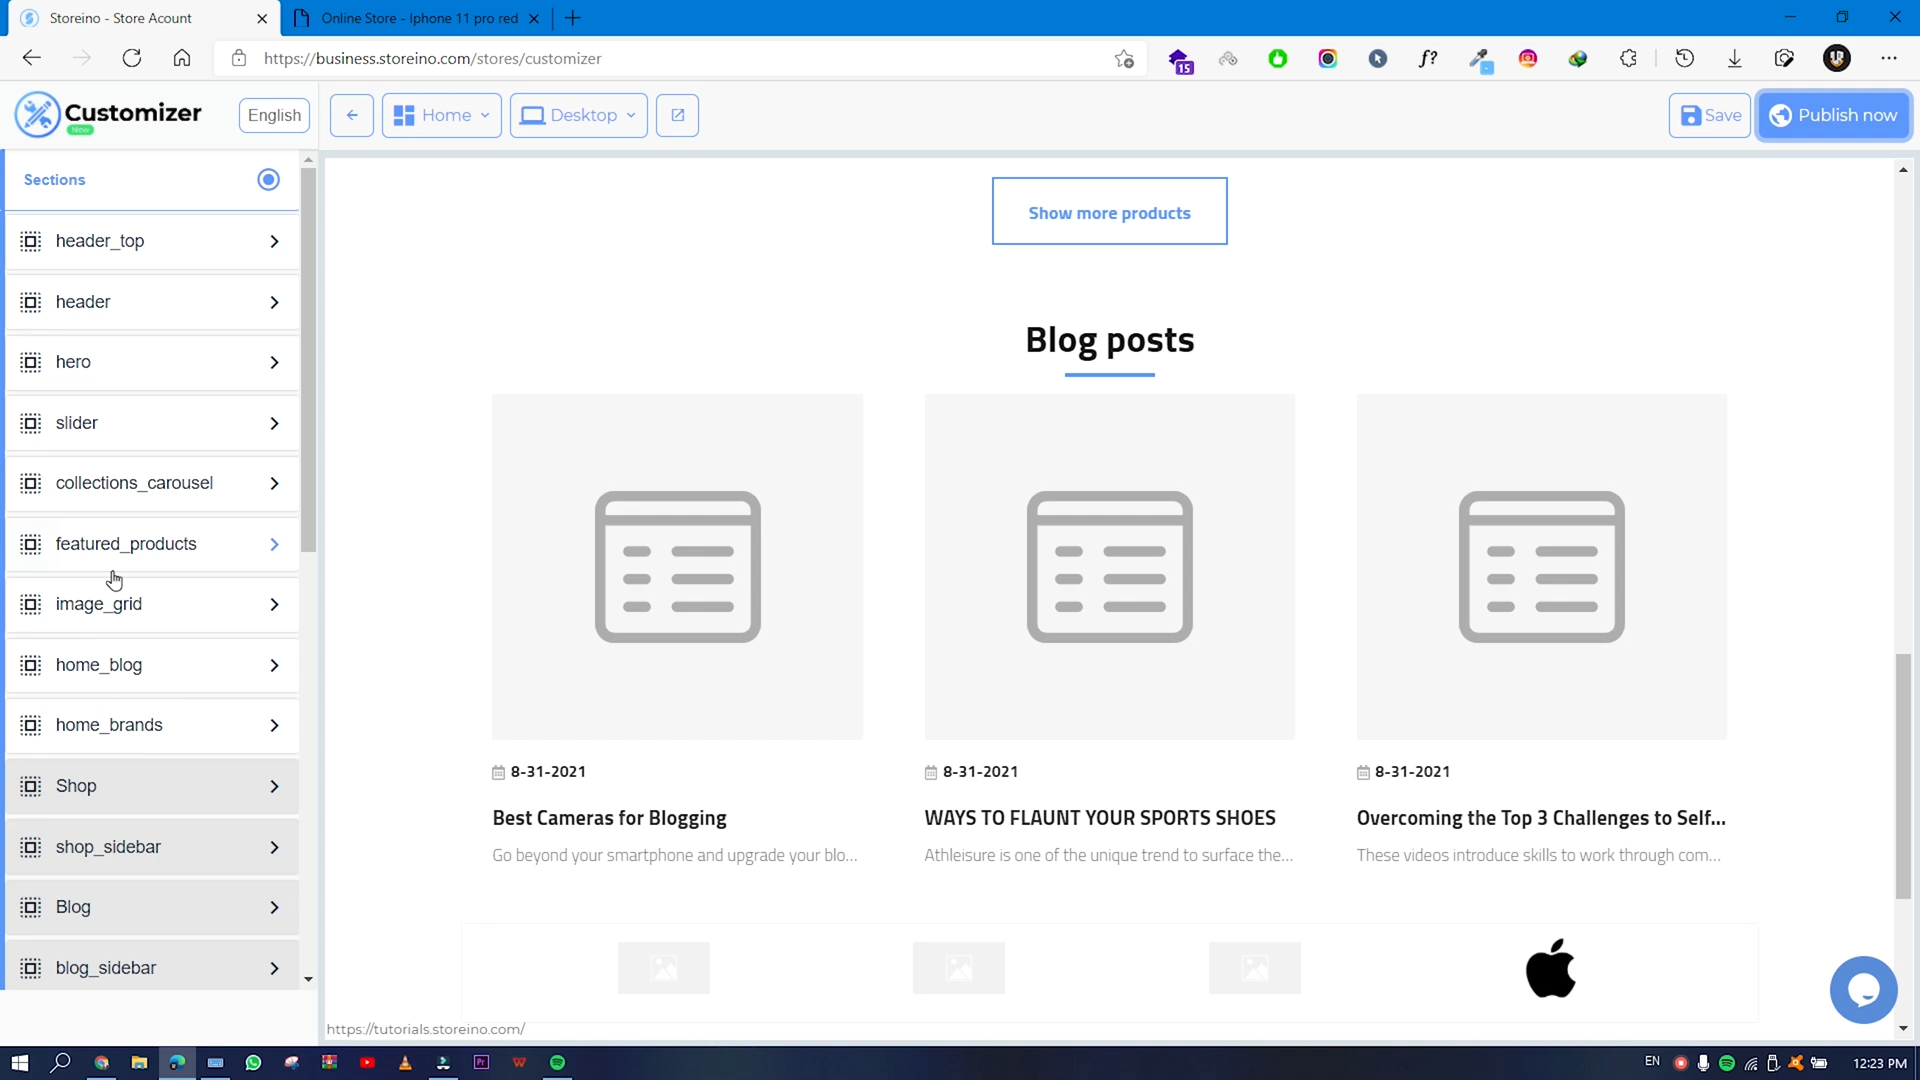 Storeino - Store Acount
Online Store - Iphone 11 pro red
https://business.storeino.com/stores/customizer
15
f?
Customizer
New
English
Home
Desktop
Save
Publish now
Sections
header_top
header
hero
slider
collections_carousel
featured_products
image_grid
home_blog
home_brands
Shop
shop_sidebar
Blog
blog_sidebar
Show more products
Blog posts
8-31-2021
8-31-2021
8-31-2021
Best Cameras for Blogging
WAYS TO FLAUNT YOUR SPORTS SHOES
Overcoming the Top 3 Challenges to Self...
Go beyond your smartphone and upgrade your blo...
Athleisure is one of the unique trend to surface the...
These videos introduce skills to work through com...
https://tutorials.storeino.com/
Pr
W
EN
12:23 PM